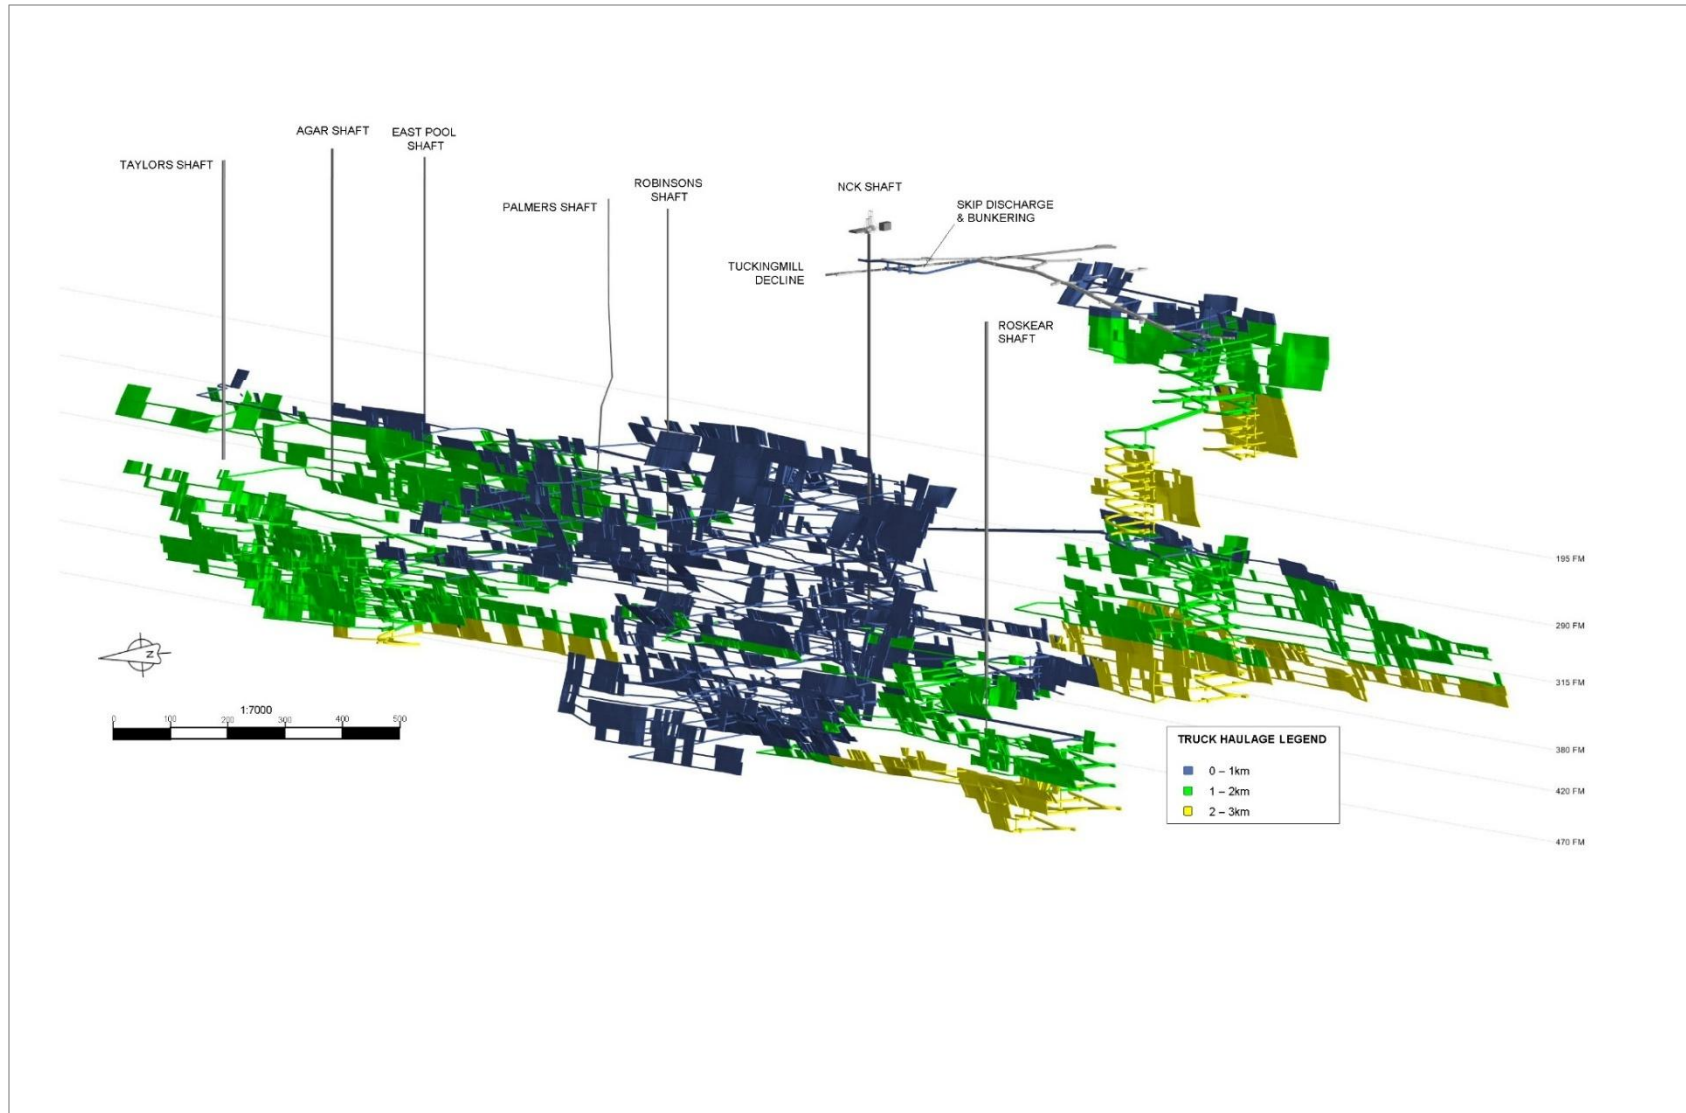 AGAR SHAFT
EAST POOL
SHAFT
TAYLORS SHAFT
ROBINSONS
SHAFT
NCK SHAFT
PALMERS SHAFT
SKIP DISCHARGE
& BUNKERING
TUCKINGMILL
DECLINE
ROSKEAR
SHAFT
195 FM
290 FM
315 FM
380 FM
420 FM
470 FM
N
1:7000
0 100 200 300 400 500
TRUCK HAULAGE LEGEND
0 – 1km
1 – 2km
2 – 3km